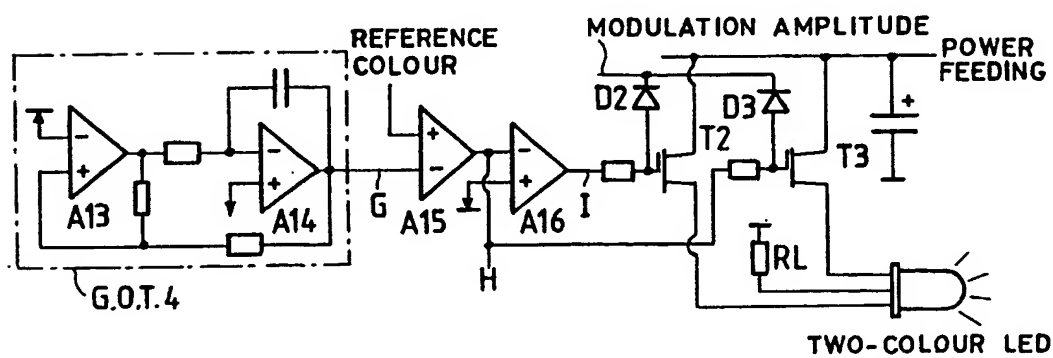 MODULATION AMPLITUDE
REFERENCE
COLOUR
POWER
FEEDING
D2
D3
T2
T3
+
-
+
A13
-
+
A14
+
-
A15
-
+
A16
G
I
H
RL
G.O.T.4
TWO-COLOUR LED